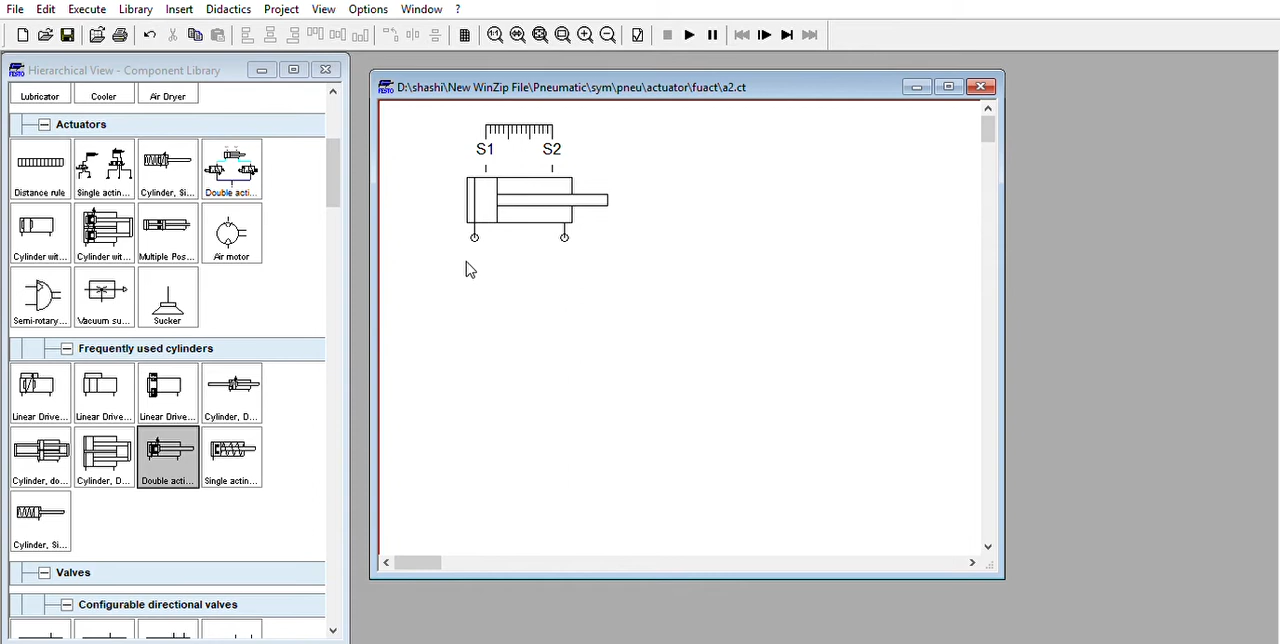 File Edit Execute Library Insert Didactics Project View Options Window ?
FESTO Hierarchical View - Component Library
Lubricator Cooler Air Dryer
Actuators
Distance rule Single actin... Cylinder, Si... Double acti...
Cylinder wit... Cylinder wit... Multiple Pos... Air motor
Semi-rotary... Vacuum su... Sucker
Frequently used cylinders
Linear Drive... Linear Drive... Linear Drive... Cylinder, D...
Cylinder, do... Cylinder, D... Double acti... Single actin...
Cylinder, Si...
Valves
Configurable directional valves
FESTO D:\shashi\New WinZip File\Pneumatic\sym\pneu\actuator\fuact\a2.ct
S1 S2